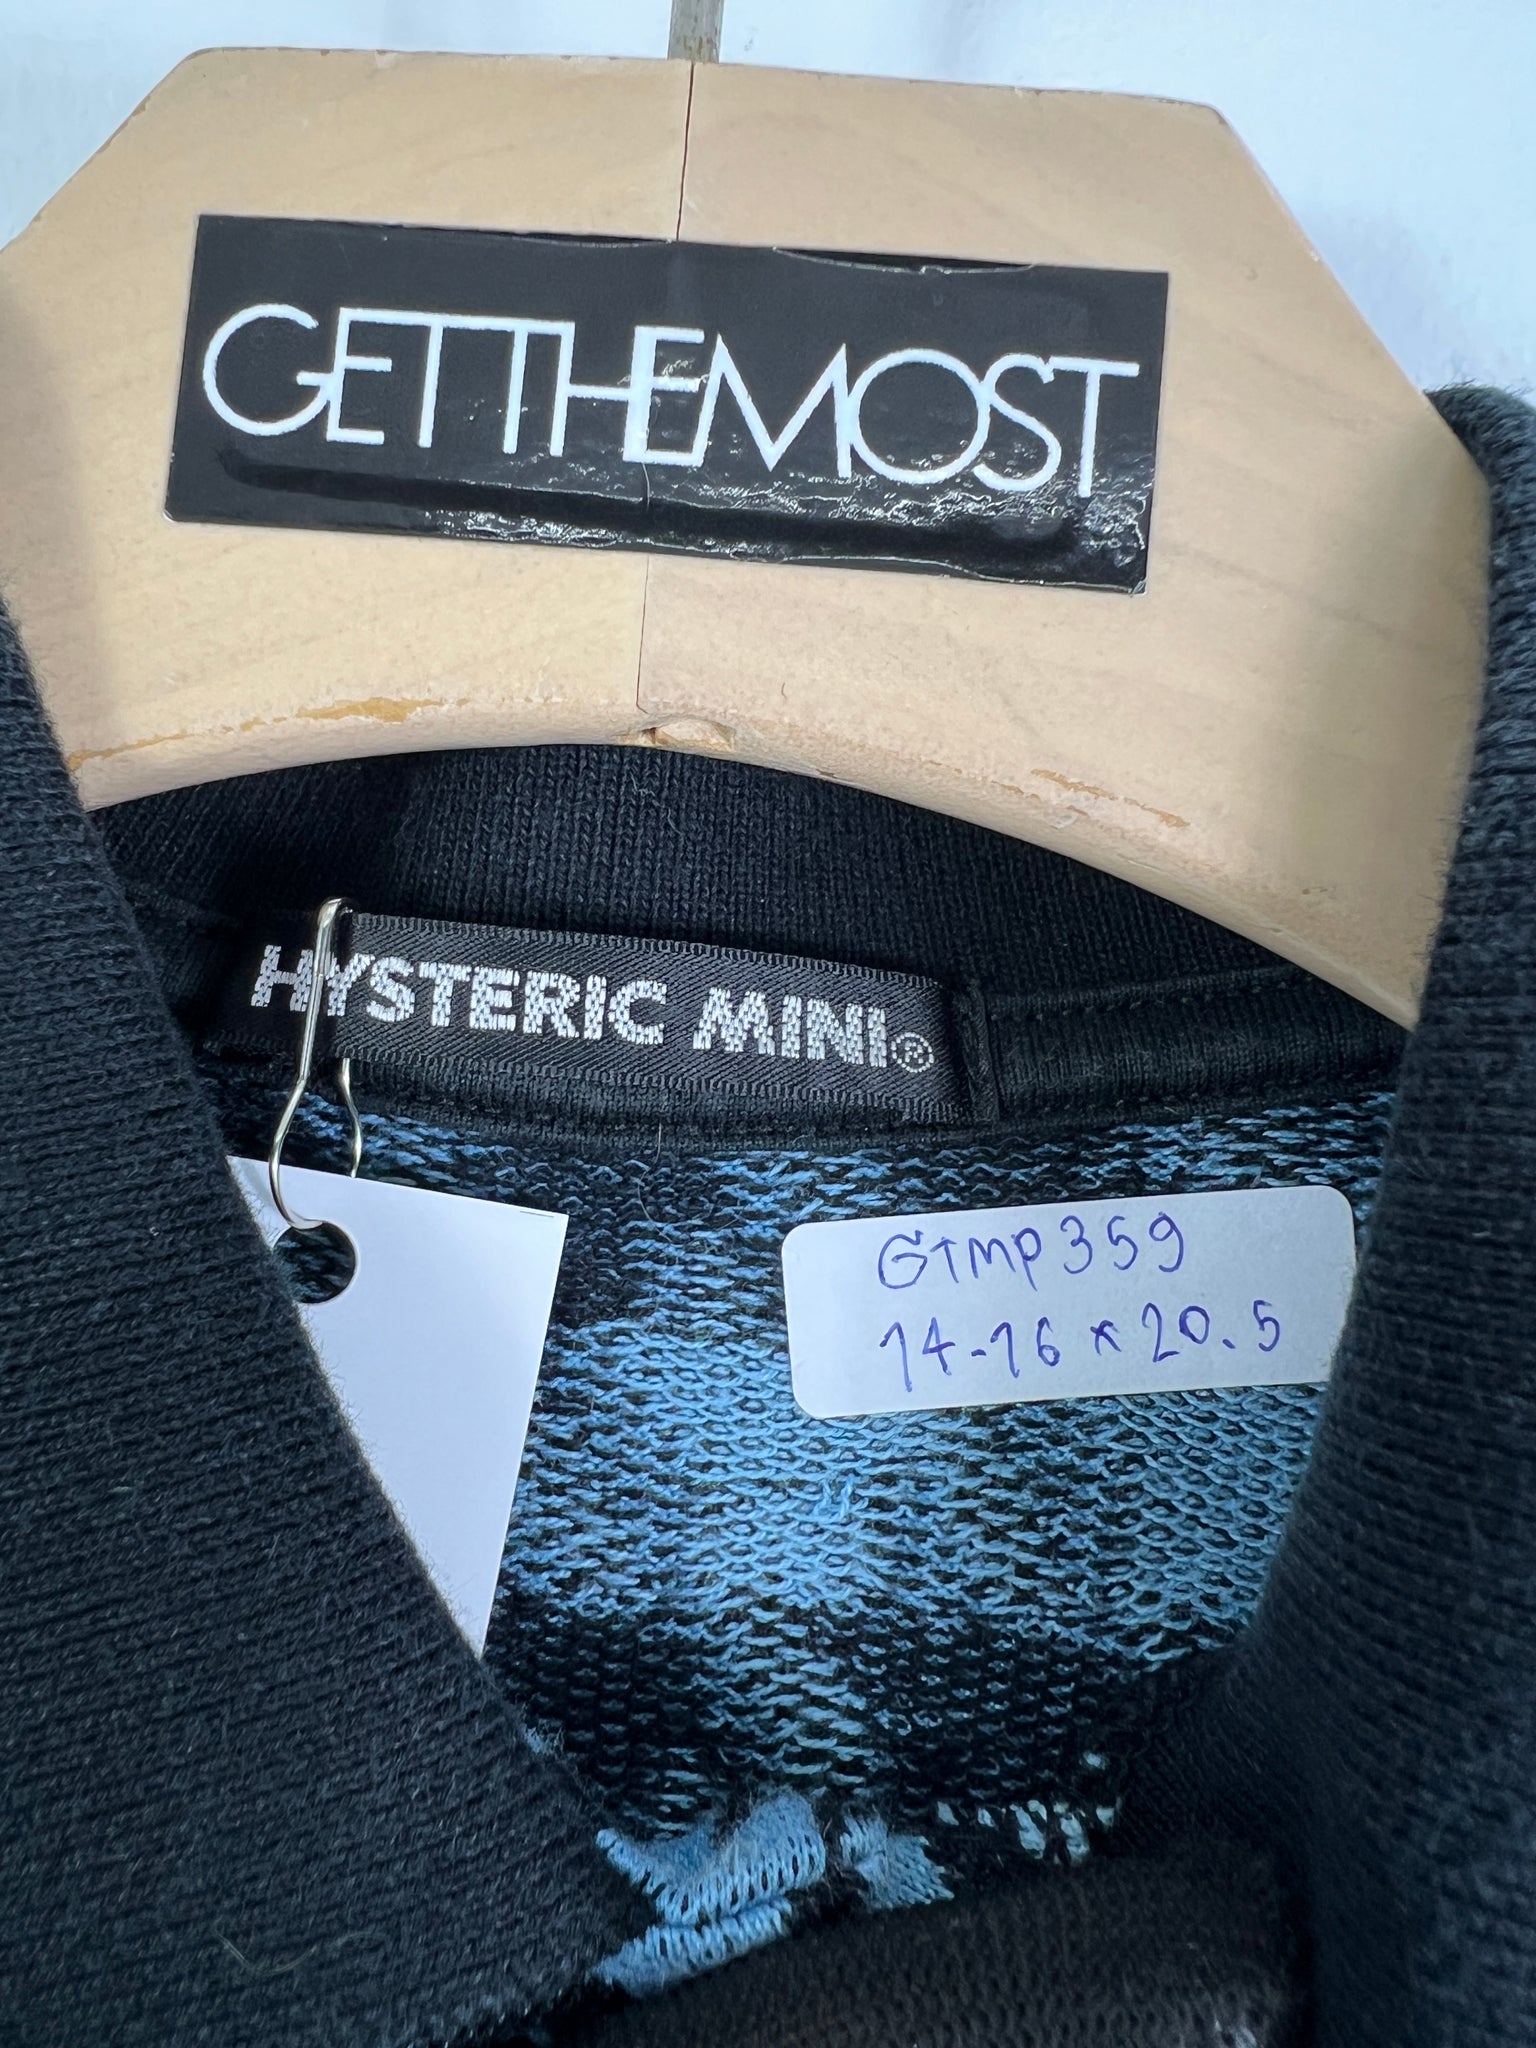 GETTHEMOST
HYSTERIC MINI®
GTMP359
14-16 x 20.5